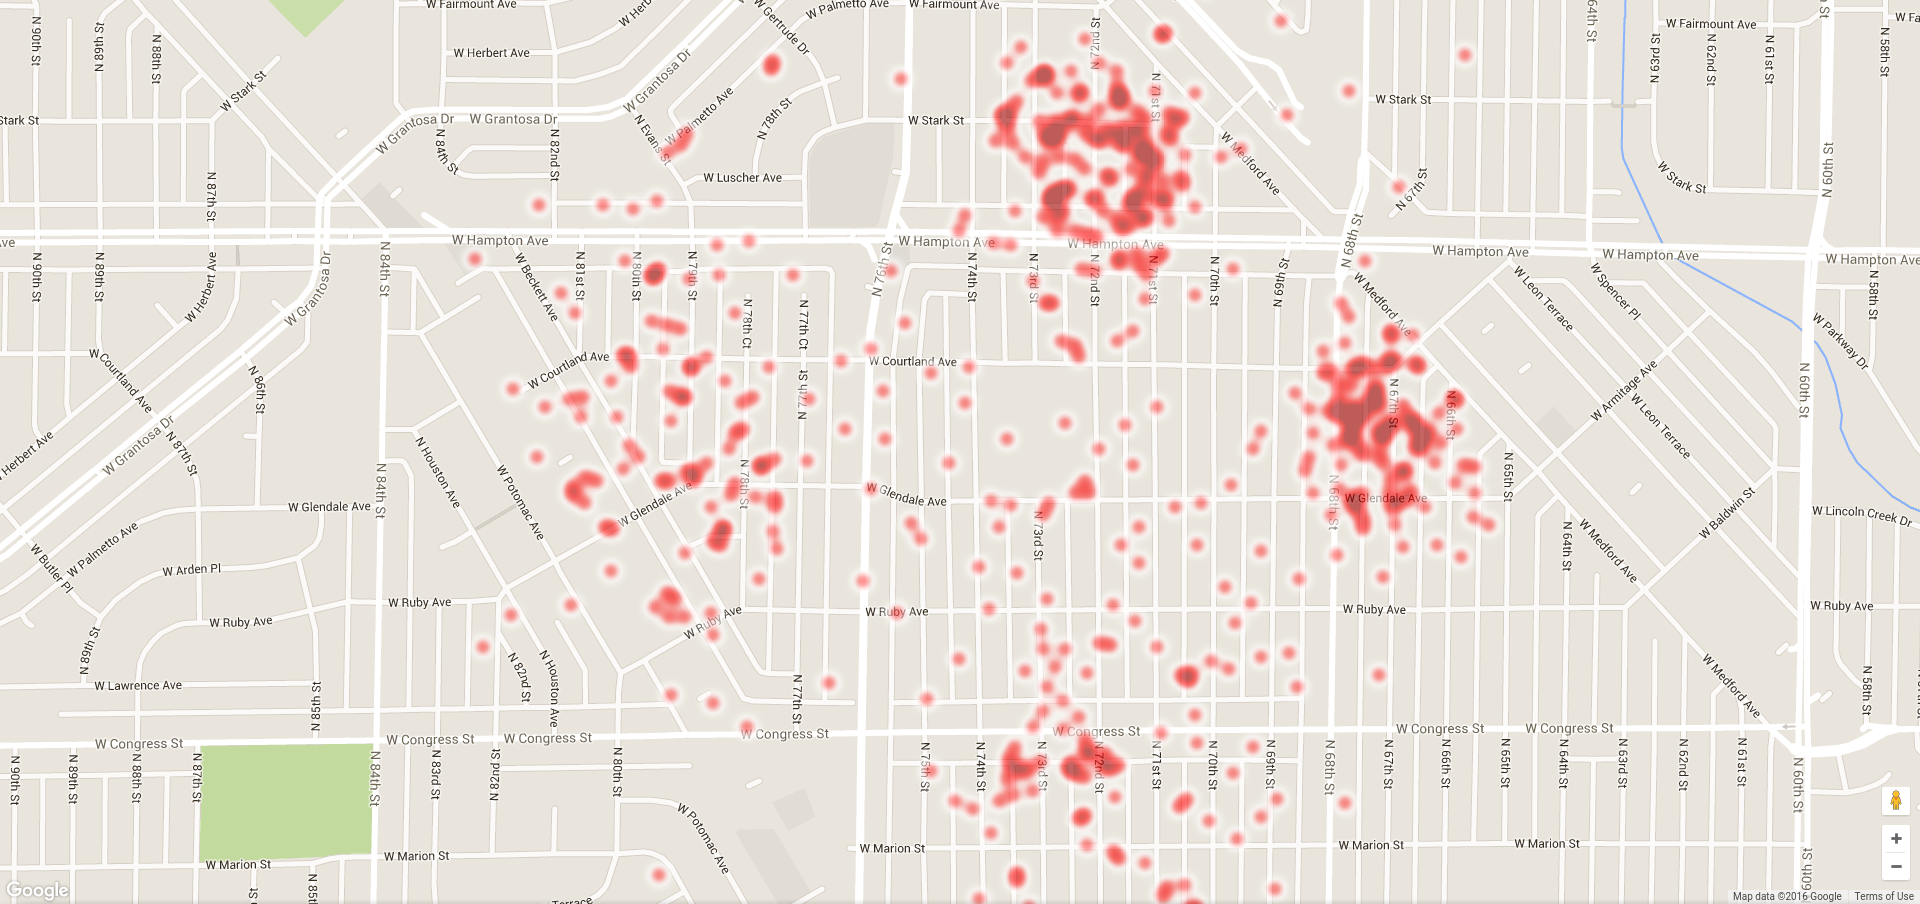 W Fairmount Ave
W Palmetto Ave
W Fairmount Ave
W Fairmount Ave
N 90th St
N 89th St
N 88th St
W Herbert Ave
W Gertrude Dr
N 72nd St
N 64th St
N 63rd St
N 62nd St
N 61st St
N 58th St
W Stark St
W Grantosa Dr
W Palmetto Ave
N 78th St
N 71st St
W Stark St
Stark St
W Grantosa Dr
W Grantosa Dr
N Evans St
W Stark St
N 84th St
N 82nd St
W Medford Ave
W Stark St
N 60th St
N 87th St
W Luscher Ave
N 67th St
Ave
W Hampton Ave
W Hampton Ave
W Hampton Ave
W Hampton Ave
W Hampton Ave
W Hampton Ave
N 68th St
N 90th St
N 89th St
W Herbert Ave
W Grantosa Dr
N 84th St
W Beckett Ave
N 81st St
N 80th St
N 79th St
N 78th Ct
N 77th Ct
N 76th St
N 74th St
N 73rd St
N 72nd St
N 71st St
N 70th St
N 69th St
W Medford Ave
W Leon Terrace
N Spencer Pl
N 58th St
W Parkway Dr
W Courtland Ave
W Courtland Ave
W Courtland Ave
N 86th St
N 77th St
N 67th St
N 66th St
W Armitage Ave
W Leon Terrace
N 60th St
W Herbert Ave
W Grantosa Dr
N 87th St
N Houston Ave
W Potomac Ave
N 84th St
W Glendale Ave
W Glendale Ave
N 78th St
W Glendale Ave
W Glendale Ave
N 68th St
N 65th St
W Baldwin St
W Lincoln Creek Dr
W Palmetto Ave
W Butler Pl
W Arden Pl
N 73rd St
N 64th St
W Medford Ave
W Ruby Ave
W Ruby Ave
W Ruby Ave
W Ruby Ave
W Ruby Ave
W Ruby Ave
N 89th St
N 82nd St
N Houston Ave
W Lawrence Ave
N 85th St
N 77th St
W Medford Ave
N 58th St
W Congress St
W Congress St
W Congress St
W Congress St
W Congress St
W Congress St
W Congress St
N 90th St
N 89th St
N 88th St
N 87th St
N 84th St
N 83rd St
N 82nd St
N 80th St
N 75th St
N 74th St
N 73rd St
N 72nd St
N 71st St
N 70th St
N 69th St
N 68th St
N 67th St
N 66th St
N 65th St
N 64th St
N 63rd St
N 62nd St
N 61st St
N 60th St
W Potomac Ave
W Marion St
W Marion St
W Marion St
W Marion St
W Marion St
N 85th
Terrace
Google
Map data ©2016 Google
Terms of Use